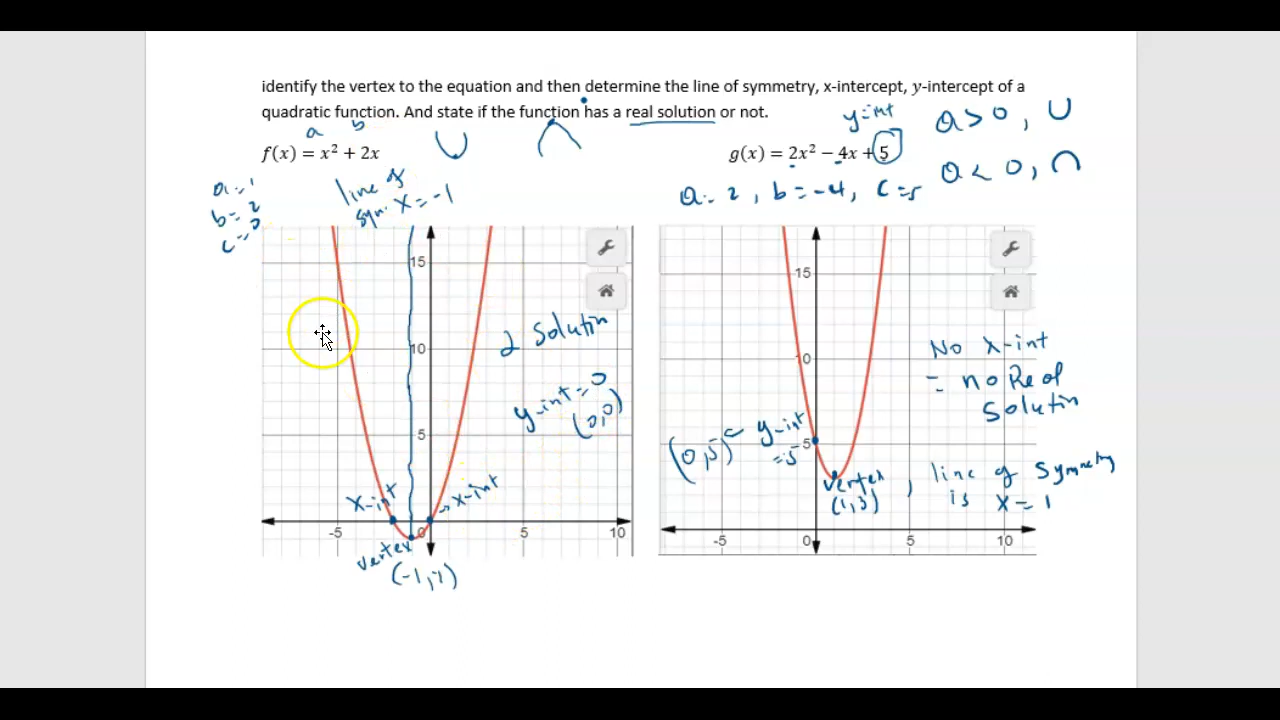 identify the vertex to the equation and then determine the line of symmetry, x-intercept, y-intercept of a
quadratic function. And state if the function has a real solution or not.
a b
f(x) = x² + 2x
a=1
b=2
c=0
line of
sym. x=-1
15
10
5
-5 0 5 10
2 Solutin
y-int=0
(0,0)
x-int
x-int
vertex
(-1,-1)
y=int
g(x) = 2x² − 4x + 5
a>0, ∪
a<0, ∩
a=2, b=-4, c=5
15
10
5
-5 0 5 10
No x-int
= no Real
Solutin
(0,5) y-int
=5
vertex
(1,3)
, line of Symmetry
is x=1